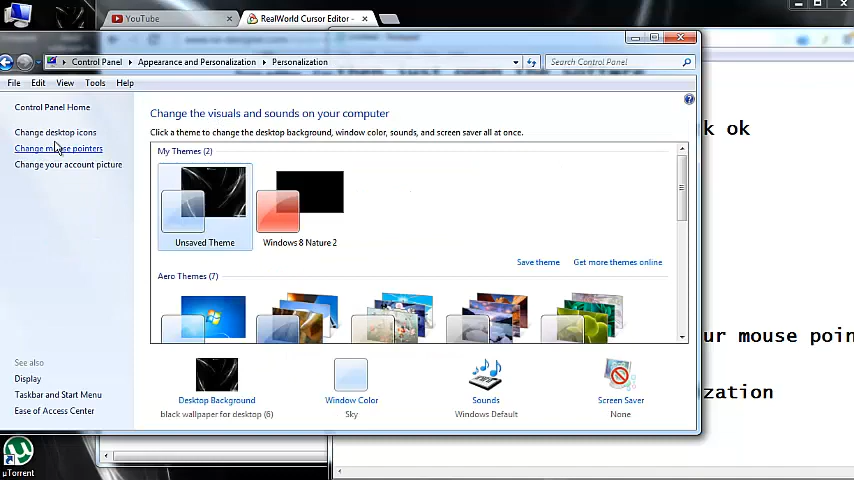 YouTube
RealWorld Cursor Editor -
Control Panel
Appearance and Personalization
Personalization
Search Control Panel
File
Edit
View
Tools
Help
Control Panel Home
Change desktop icons
Change mouse pointers
Change your account picture
Change the visuals and sounds on your computer
Click a theme to change the desktop background, window color, sounds, and screen saver all at once.
My Themes (2)
Unsaved Theme
Windows 8 Nature 2
Save theme
Get more themes online
Aero Themes (7)
k ok
ur mouse poin
ization
See also
Display
Taskbar and Start Menu
Ease of Access Center
Desktop Background
black wallpaper for desktop (6)
Window Color
Sky
Sounds
Windows Default
Screen Saver
None
µTorrent